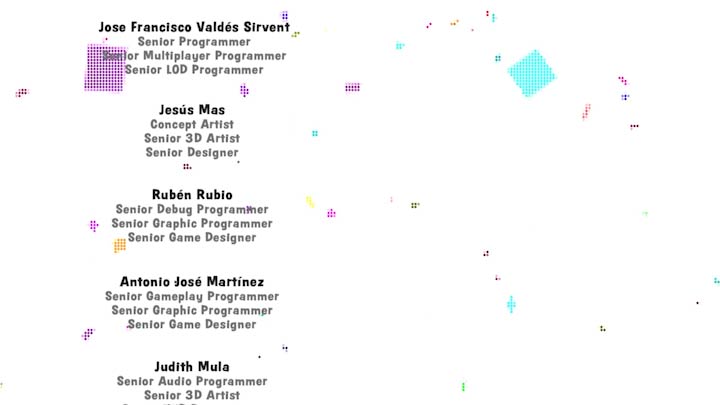 Jose Francisco Valdés Sirvent
Senior Programmer
Senior Multiplayer Programmer
Senior LOD Programmer
Jesús Mas
Concept Artist
Senior 3D Artist
Senior Designer
Rubén Rubio
Senior Debug Programmer
Senior Graphic Programmer
Senior Game Designer
Antonio José Martínez
Senior Gameplay Programmer
Senior Graphic Programmer
Senior Game Designer
Judith Mula
Senior Audio Programmer
Senior 3D Artist